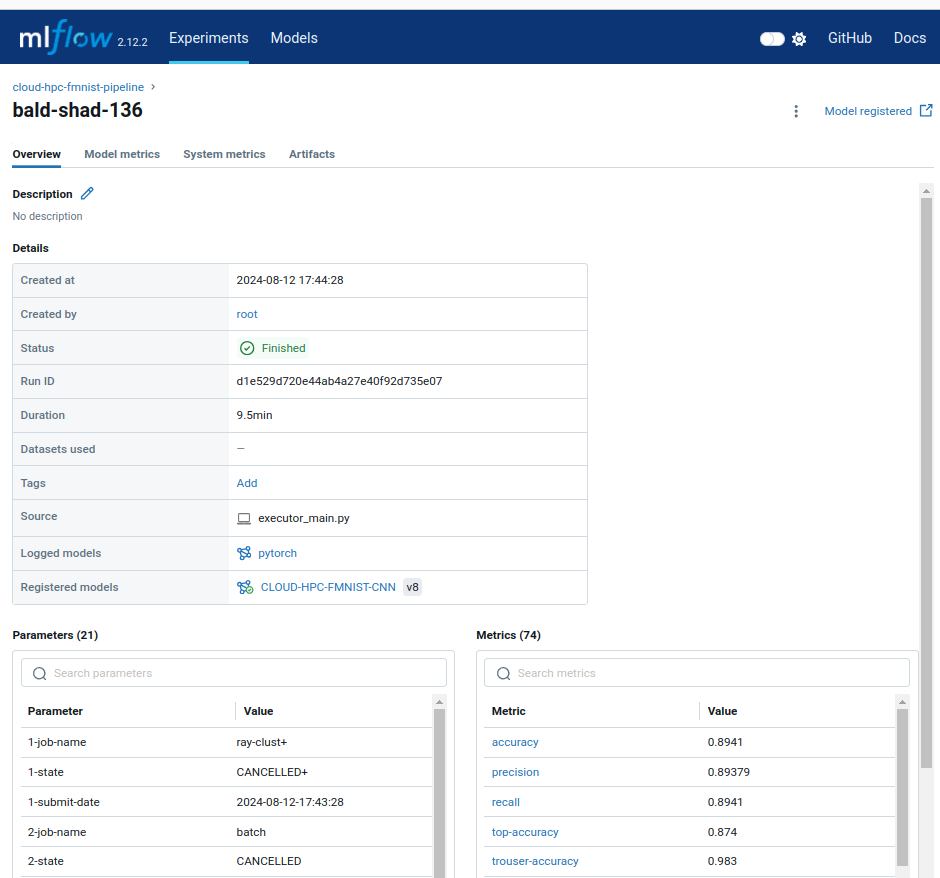 mlflow 2.12.2 Experiments Models GitHub Docs
cloud-hpc-fmnist-pipeline >
bald-shad-136
Model registered
Overview Model metrics System metrics Artifacts
Description
No description
Details
Created at 2024-08-12 17:44:28
Created by root
Status Finished
Run ID d1e529d720e44ab4a27e40f92d735e07
Duration 9.5min
Datasets used —
Tags Add
Source executor_main.py
Logged models pytorch
Registered models CLOUD-HPC-FMNIST-CNN v8
Parameters (21)
Search parameters
Parameter Value
1-job-name ray-clust+
1-state CANCELLED+
1-submit-date 2024-08-12-17:43:28
2-job-name batch
2-state CANCELLED
Metrics (74)
Search metrics
Metric Value
accuracy 0.8941
precision 0.89379
recall 0.8941
top-accuracy 0.874
trouser-accuracy 0.983